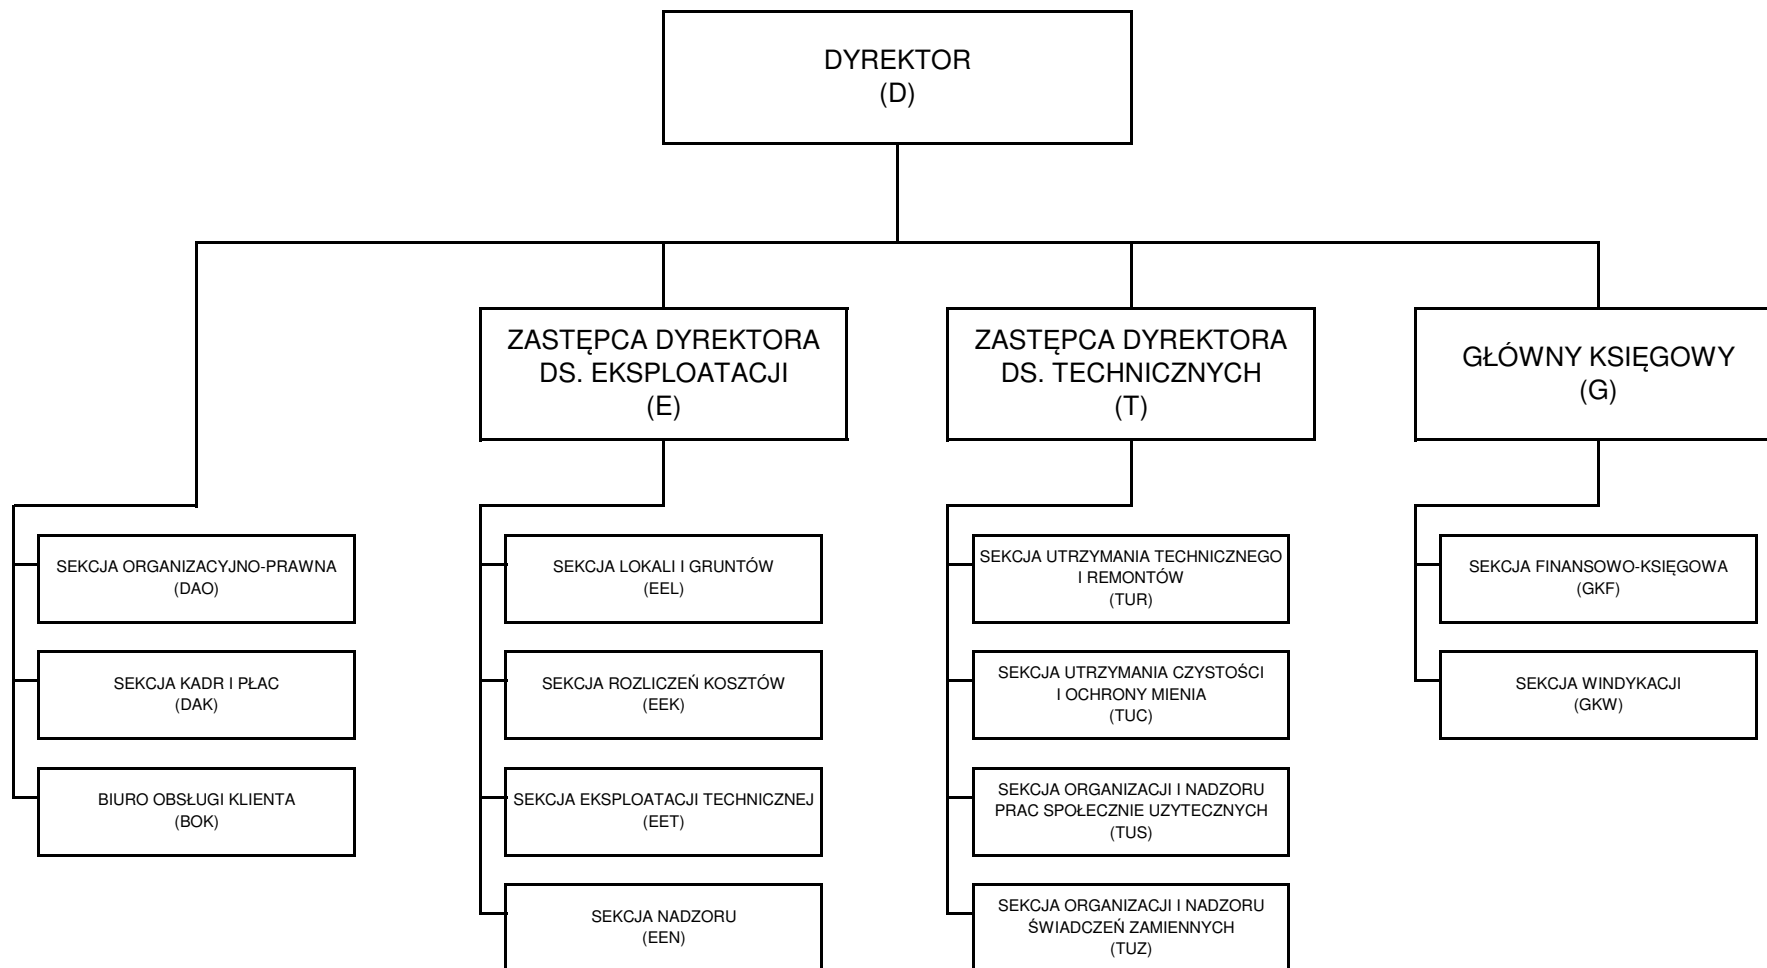 DYREKTOR
(D)
ZASTĘPCA DYREKTORA
DS. EKSPLOATACJI
(E)
ZASTĘPCA DYREKTORA
DS. TECHNICZNYCH
(T)
GŁÓWNY KSIĘGOWY
(G)
SEKCJA ORGANIZACYJNO-PRAWNA
(DAO)
SEKCJA KADR I PŁAC
(DAK)
BIURO OBSŁUGI KLIENTA
(BOK)
SEKCJA LOKALI I GRUNTÓW
(EEL)
SEKCJA ROZLICZEŃ KOSZTÓW
(EEK)
SEKCJA EKSPLOATACJI TECHNICZNEJ
(EET)
SEKCJA NADZORU
(EEN)
SEKCJA UTRZYMANIA TECHNICZNEGO
I REMONTÓW
(TUR)
SEKCJA UTRZYMANIA CZYSTOŚCI
I OCHRONY MIENIA
(TUC)
SEKCJA ORGANIZACJI I NADZORU
PRAC SPOŁECZNIE UZYTECZNYCH
(TUS)
SEKCJA ORGANIZACJI I NADZORU
ŚWIADCZEŃ ZAMIENNYCH
(TUZ)
SEKCJA FINANSOWO-KSIĘGOWA
(GKF)
SEKCJA WINDYKACJI
(GKW)